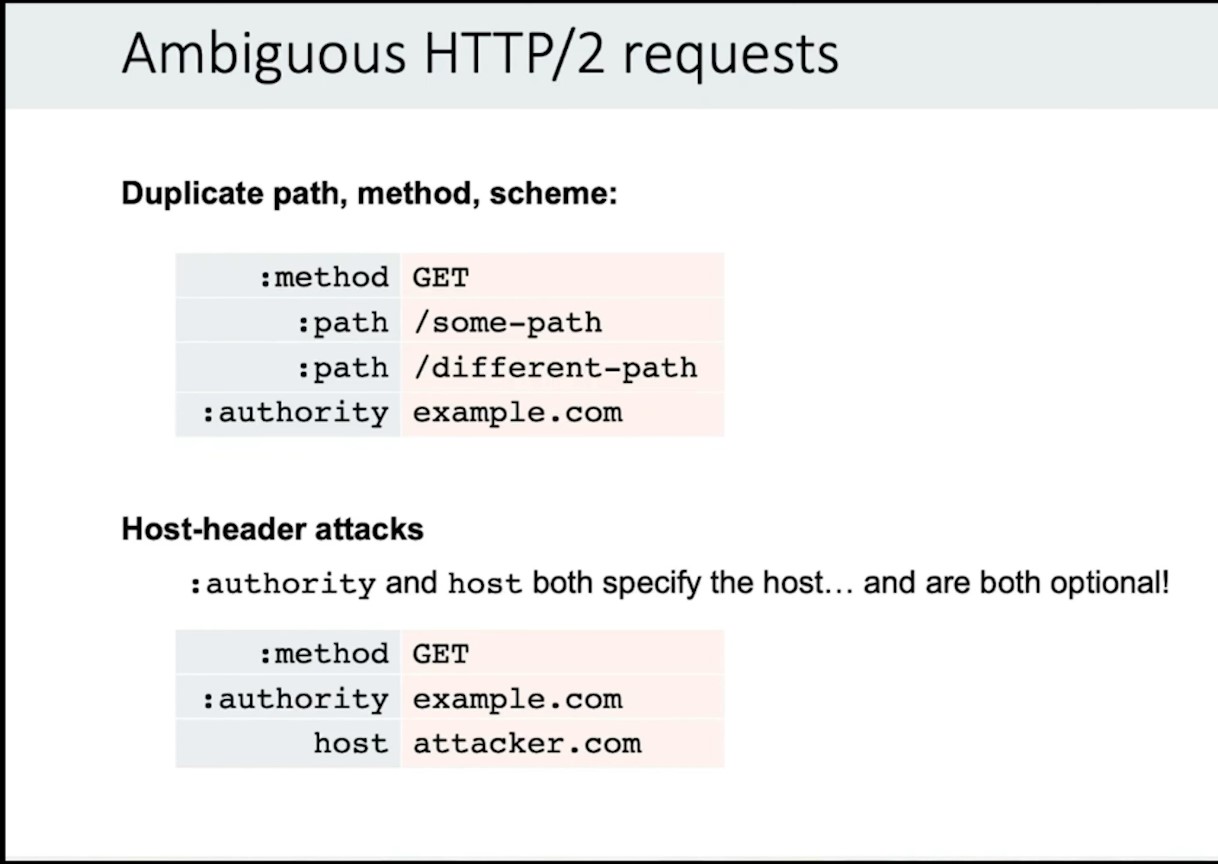 Ambiguous HTTP/2 requests
Duplicate path, method, scheme:
:method GET
:path /some-path
:path /different-path
:authority example.com
Host-header attacks
:authority and host both specify the host… and are both optional!
:method GET
:authority example.com
host attacker.com